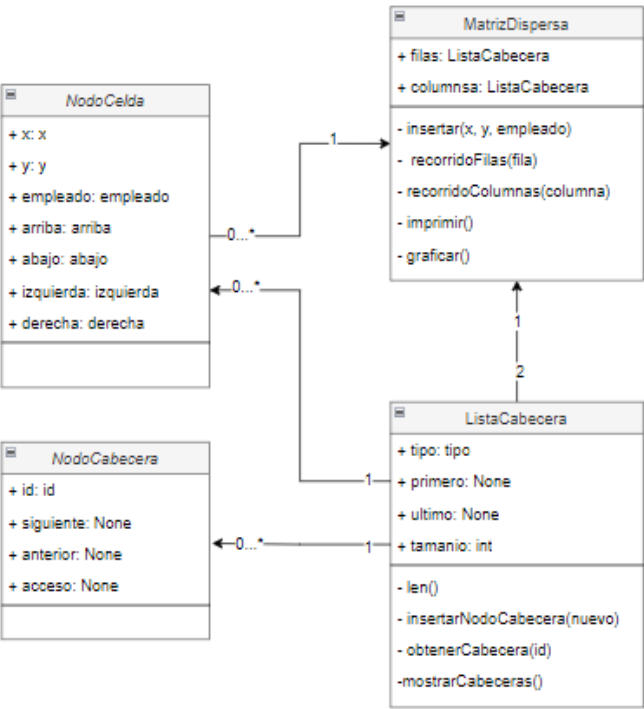 MatrizDispersa
+ filas: ListaCabecera
+ columnsa: ListaCabecera
- insertar(x, y, empleado)
- recorridoFilas(fila)
- recorridoColumnas(columna)
- imprimir()
- graficar()
NodoCelda
+ x: x
+ y: y
+ empleado: empleado
+ arriba: arriba
+ abajo: abajo
+ izquierda: izquierda
+ derecha: derecha
1
0...*
0...*
1
2
ListaCabecera
+ tipo: tipo
+ primero: None
+ ultimo: None
+ tamanio: int
- len()
- insertarNodoCabecera(nuevo)
- obtenerCabecera(id)
-mostrarCabeceras()
NodoCabecera
+ id: id
+ siguiente: None
+ anterior: None
+ acceso: None
1
0...*
1